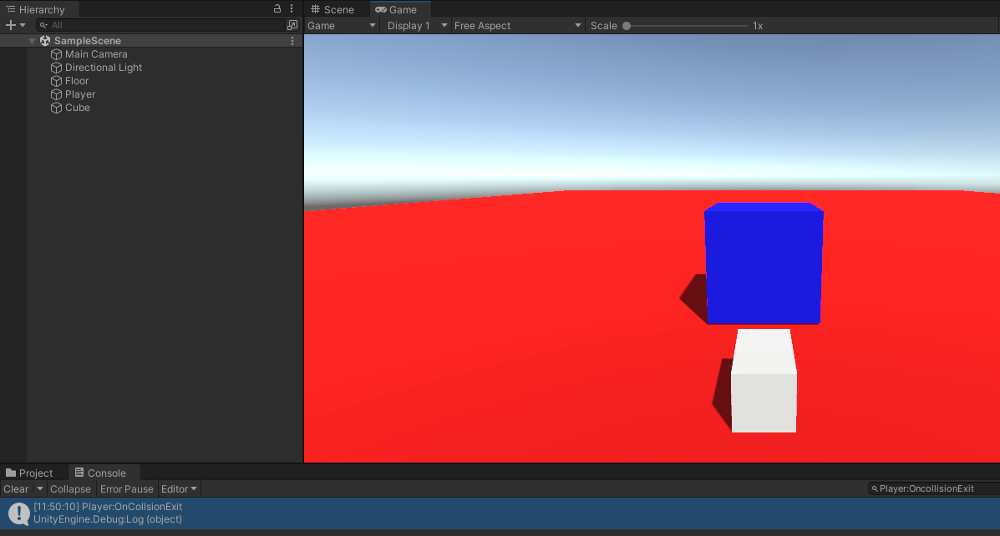 Hierarchy
Scene
Game
All
Game
Display 1
Free Aspect
Scale
1x
SampleScene
Main Camera
Directional Light
Floor
Player
Cube
Project
Console
Clear
Collapse
Error Pause
Editor
Player:OncollisionExit
[11:50:10] Player:OnCollsionExit
UnityEngine.Debug:Log (object)